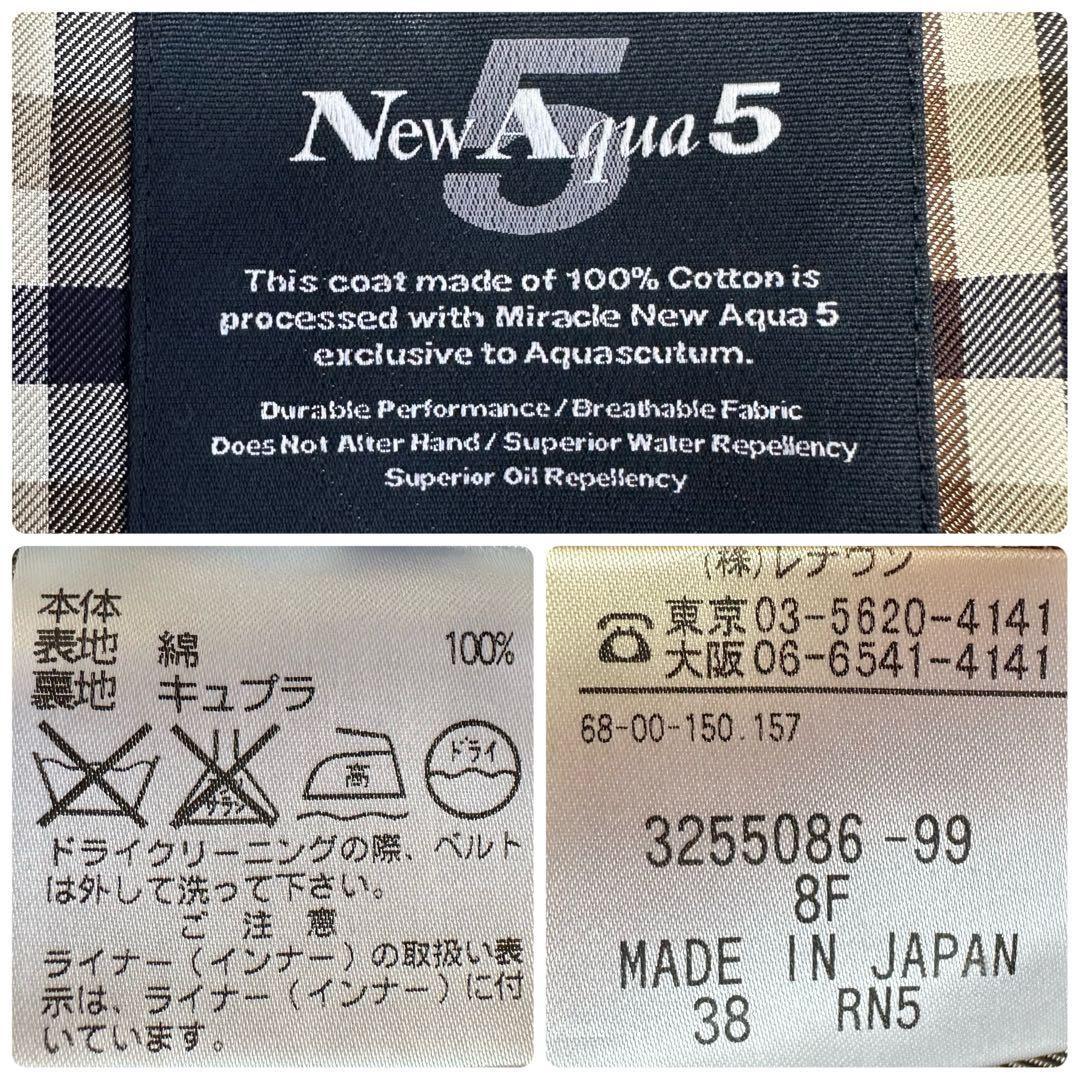 New Aqua 5
5
This coat made of 100% Cotton is
processed with Miracle New Aqua 5
exclusive to Aquascutum.
Durable Performance/Breathable Fabric
Does Not Alter Hand/Superior Water Repellency
Superior Oil Repellency
本体
表地 綿 100%
裏地 キュプラ
エンソサラシ
高
ドライ
ドライクリーニングの際、ベルト
は外して洗って下さい。
ご注意
ライナー(インナー)の取扱い表
示は、ライナー(インナー)に付
いています。
(株)レナウン
東京03-5620-4141
大阪06-6541-4141
68-00-150.157
3255086 -99
8F
MADE IN JAPAN
38 RN5